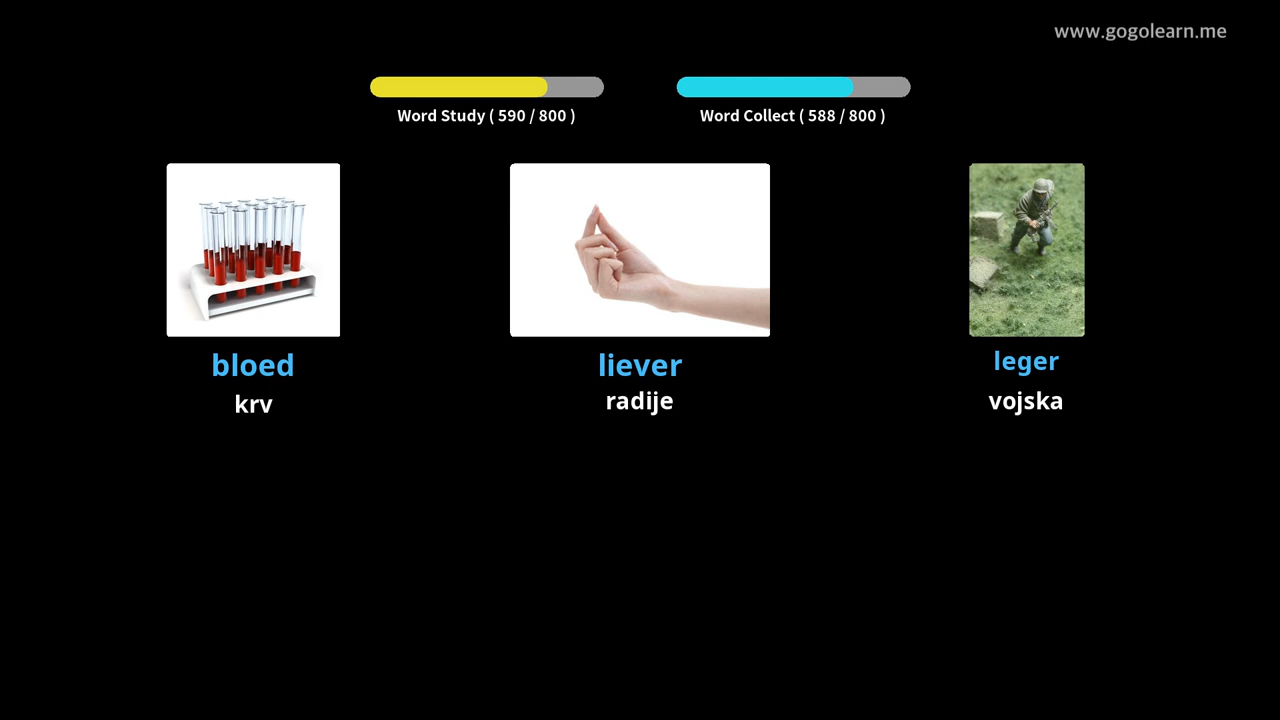 www.gogolearn.me
Word Study ( 590 / 800 )
Word Collect ( 588 / 800 )
bloed
krv
liever
radije
leger
vojska